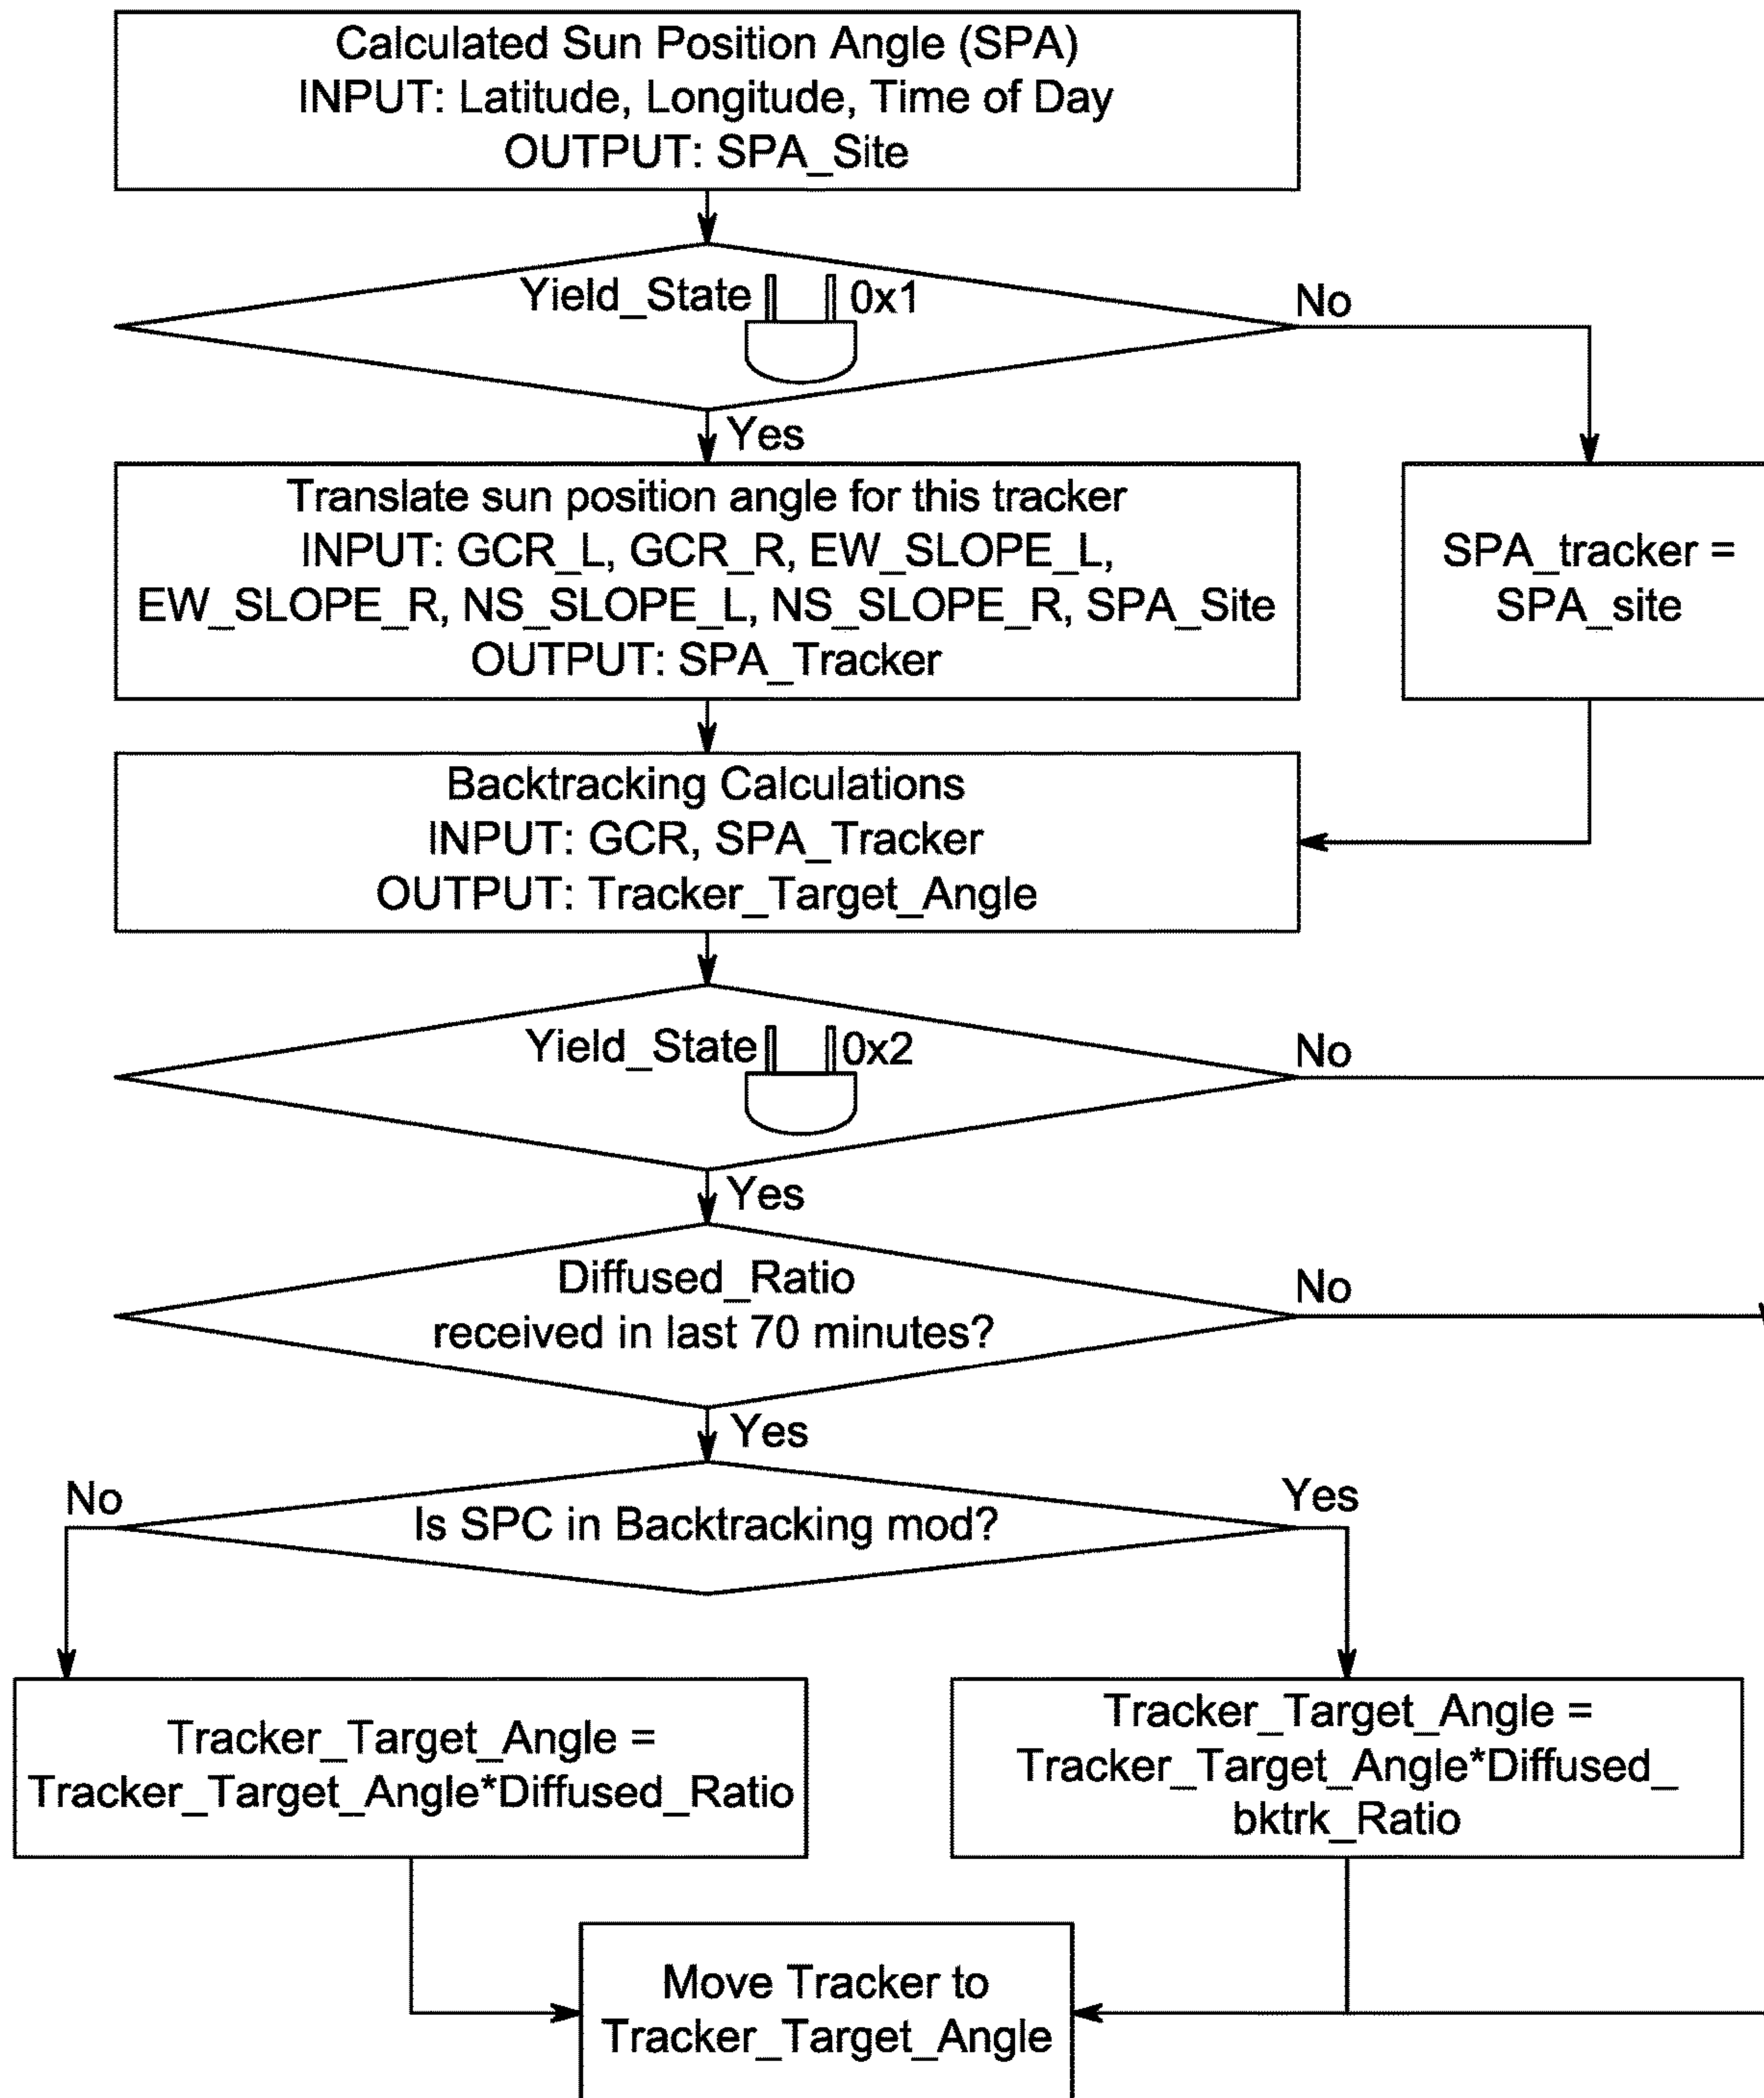 Calculated Sun Position Angle (SPA)
INPUT: Latitude, Longitude, Time of Day
OUTPUT: SPA_Site
Yield_State
0x1
No
Yes
Translate sun position angle for this tracker
INPUT: GCR_L, GCR_R, EW_SLOPE_L,
EW_SLOPE_R, NS_SLOPE_L, NS_SLOPE_R, SPA_Site
OUTPUT: SPA_Tracker
SPA_tracker =
SPA_site
Backtracking Calculations
INPUT: GCR, SPA_Tracker
OUTPUT: Tracker_Target_Angle
Yield_State
0x2
No
Yes
Diffused_Ratio
received in last 70 minutes?
No
Yes
Is SPC in Backtracking mod?
No
Yes
Tracker_Target_Angle =
Tracker_Target_Angle*Diffused_Ratio
Tracker_Target_Angle =
Tracker_Target_Angle*Diffused_
bktrk_Ratio
Move Tracker to
Tracker_Target_Angle